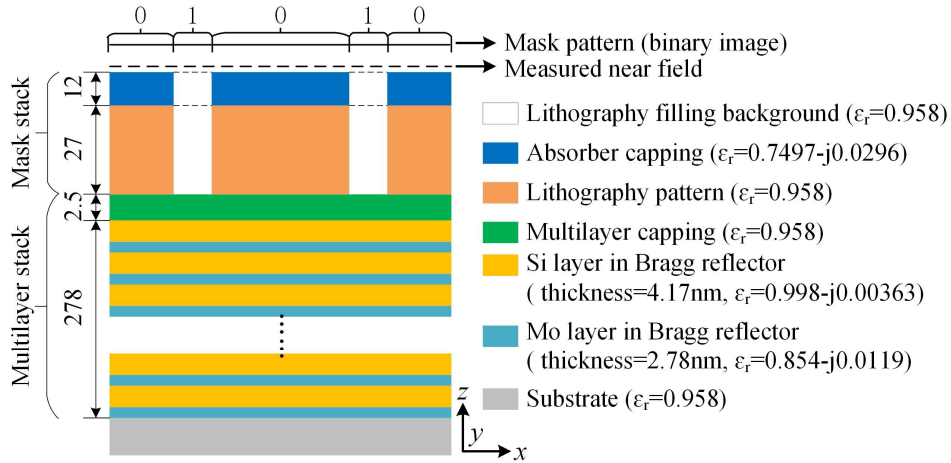 0 1 0 1 0
Mask pattern (binary image)
Measured near field
Mask stack
12
27
Multilayer stack
2.5
278
Lithography filling background (εr=0.958)
Absorber capping (εr=0.7497-j0.0296)
Lithography pattern (εr=0.958)
Multilayer capping (εr=0.958)
Si layer in Bragg reflector
( thickness=4.17nm, εr=0.998-j0.00363)
Mo layer in Bragg reflector
( thickness=2.78nm, εr=0.854-j0.0119)
Substrate (εr=0.958)
z
y
x